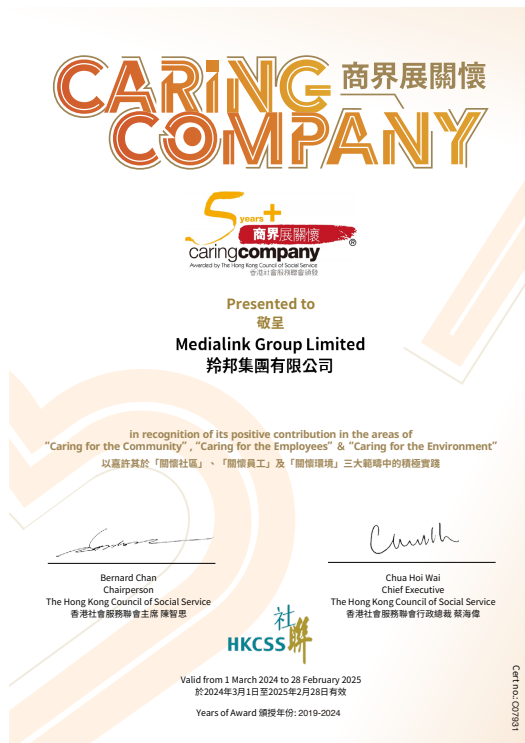 CARING 商界展關懷
COMPANY
5 years+
商界展關懷
caringcompany®
Awarded by The Hong Kong Council of Social Service
香港社會服務聯會頒發
Presented to
敬呈
Medialink Group Limited
羚邦集團有限公司
in recognition of its positive contribution in the areas of
“Caring for the Community”, “Caring for the Employees” & “Caring for the Environment”
以嘉許其於「關懷社區」、「關懷員工」及「關懷環境」三大範疇中的積極實踐
Bernard Chan
Chairperson
The Hong Kong Council of Social Service
香港社會服務聯會主席 陳智思
Chua Hoi Wai
Chief Executive
The Hong Kong Council of Social Service
香港社會服務聯會行政總裁 蔡海偉
社聯
HKCSS
Valid from 1 March 2024 to 28 February 2025
於2024年3月1日至2025年2月28日有效
Years of Award 頒授年份: 2019-2024
Cert no.: C07931